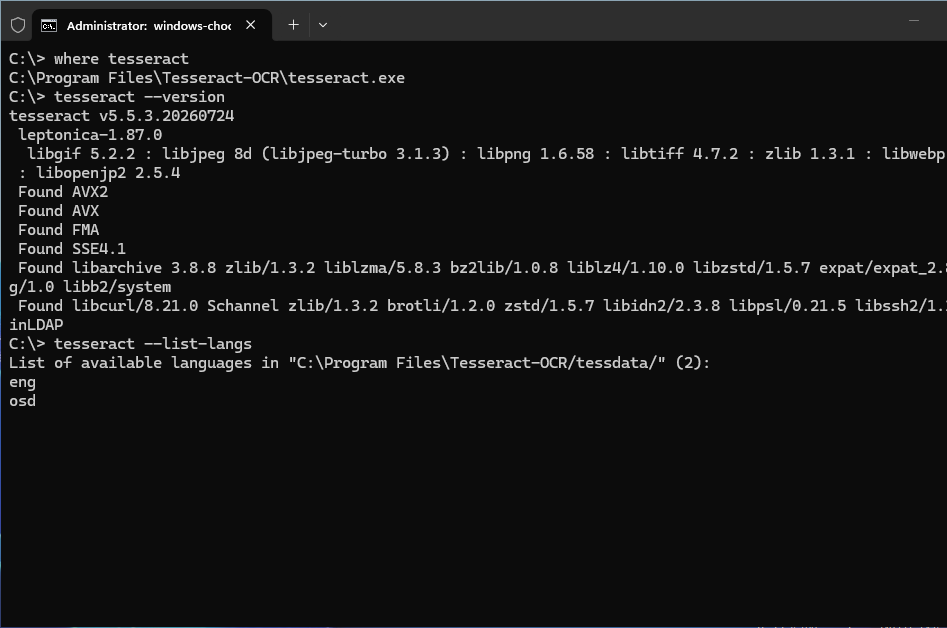 Administrator: windows-choc
C:\> where tesseract
C:\Program Files\Tesseract-OCR\tesseract.exe
C:\> tesseract --version
tesseract v5.5.3.20260724
 leptonica-1.87.0
  libgif 5.2.2 : libjpeg 8d (libjpeg-turbo 3.1.3) : libpng 1.6.58 : libtiff 4.7.2 : zlib 1.3.1 : libwebp
 : libopenjp2 2.5.4
 Found AVX2
 Found AVX
 Found FMA
 Found SSE4.1
 Found libarchive 3.8.8 zlib/1.3.2 liblzma/5.8.3 bz2lib/1.0.8 liblz4/1.10.0 libzstd/1.5.7 expat/expat_2.8
g/1.0 libb2/system
 Found libcurl/8.21.0 Schannel zlib/1.3.2 brotli/1.2.0 zstd/1.5.7 libidn2/2.3.8 libpsl/0.21.5 libssh2/1.
inLDAP
C:\> tesseract --list-langs
List of available languages in "C:\Program Files\Tesseract-OCR/tessdata/" (2):
eng
osd